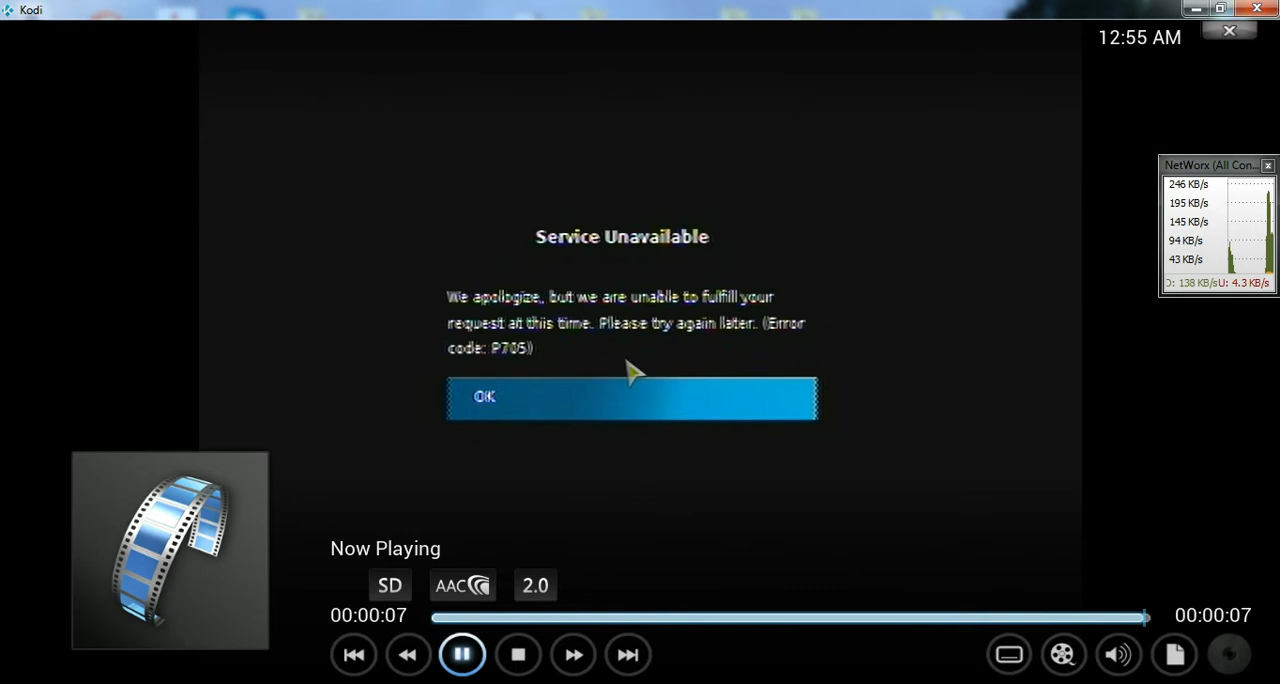 Kodi
12:55 AM
NetWorx (All Con...
246 KB/s
195 KB/s
145 KB/s
94 KB/s
43 KB/s
D: 138 KB/s U: 4.3 KB/s
Service Unavailable
We apologize, but we are unable to fulfill your
request at this time. Please try again later. (Error
code: P705)
OK
Now Playing
SD AAC 2.0
00:00:07 00:00:07